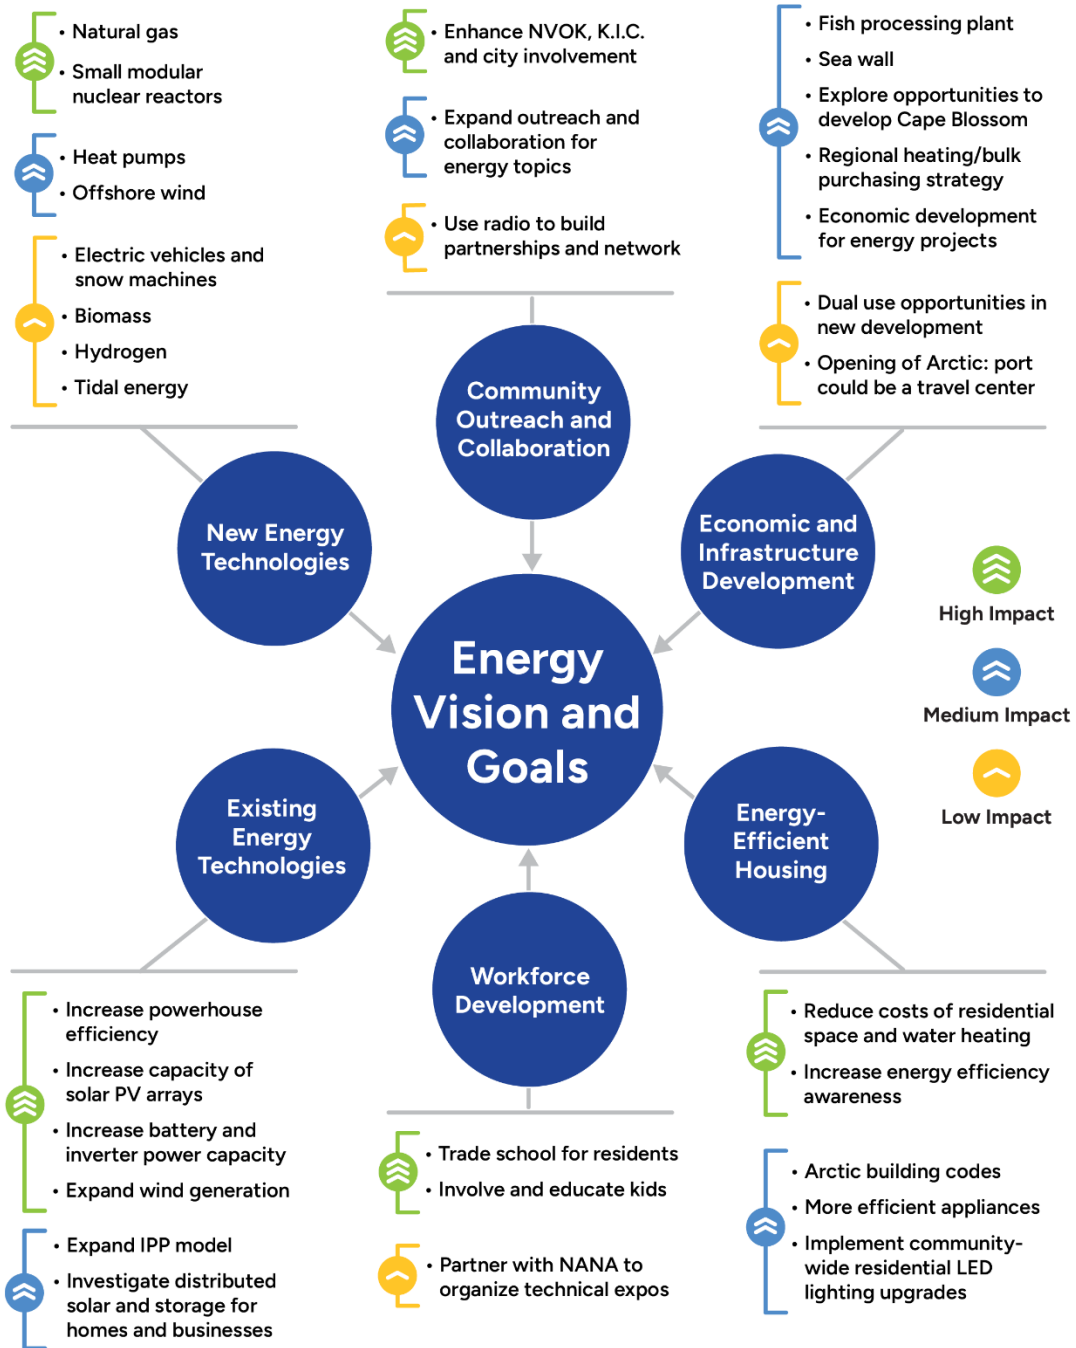 • Natural gas
• Small modular
nuclear reactors
• Heat pumps
• Offshore wind
• Electric vehicles and
snow machines
• Biomass
• Hydrogen
• Tidal energy
• Enhance NVOK, K.I.C.
and city involvement
• Expand outreach and
collaboration for
energy topics
• Use radio to build
partnerships and network
• Fish processing plant
• Sea wall
• Explore opportunities to
develop Cape Blossom
• Regional heating/bulk
purchasing strategy
• Economic development
for energy projects
• Dual use opportunities in
new development
• Opening of Arctic: port
could be a travel center
New Energy
Technologies
Community
Outreach and
Collaboration
Economic and
Infrastructure
Development
Energy
Vision and
Goals
High Impact
Medium Impact
Low Impact
Existing
Energy
Technologies
Workforce
Development
Energy-
Efficient
Housing
• Increase powerhouse
efficiency
• Increase capacity of
solar PV arrays
• Increase battery and
inverter power capacity
• Expand wind generation
• Expand IPP model
• Investigate distributed
solar and storage for
homes and businesses
• Trade school for residents
• Involve and educate kids
• Partner with NANA to
organize technical expos
• Reduce costs of residential
space and water heating
• Increase energy efficiency
awareness
• Arctic building codes
• More efficient appliances
• Implement community-
wide residential LED
lighting upgrades